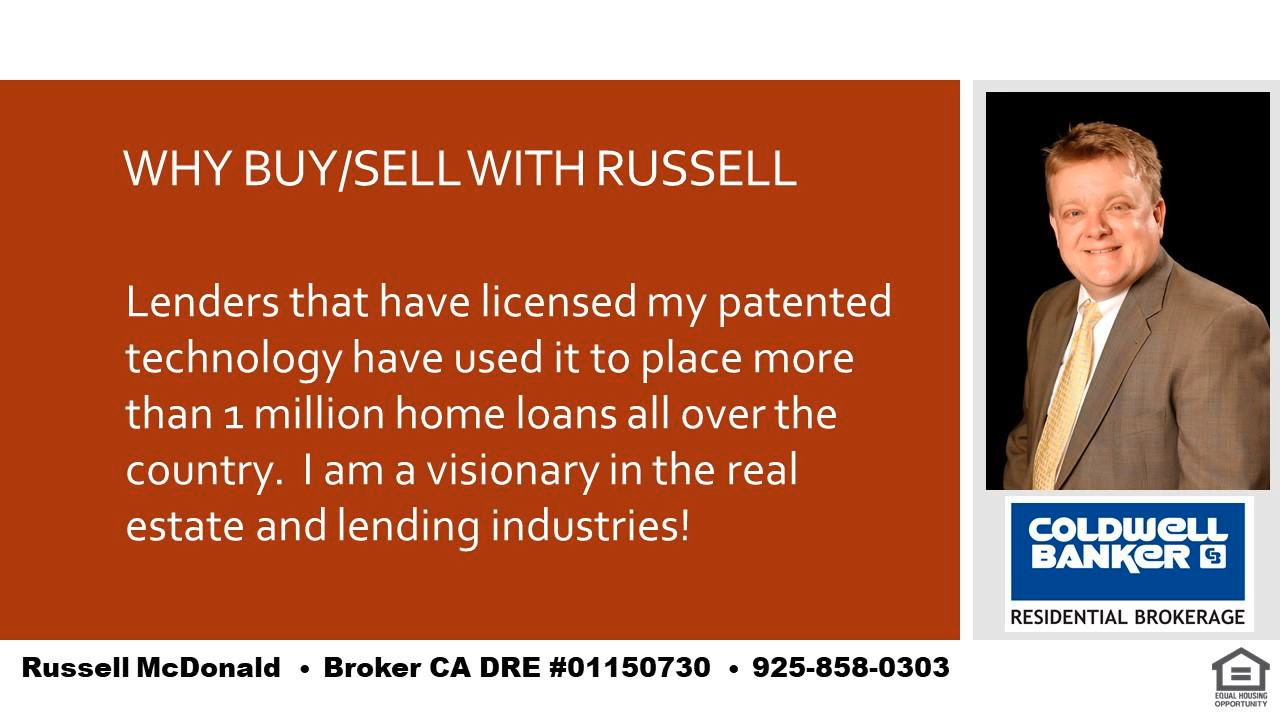 WHY BUY/SELL WITH RUSSELL
Lenders that have licensed my patented
technology have used it to place more
than 1 million home loans all over the
country.  I am a visionary in the real
estate and lending industries!
COLDWELL
BANKER CB
RESIDENTIAL BROKERAGE
Russell McDonald • Broker CA DRE #01150730 • 925-858-0303
EQUAL HOUSING
OPPORTUNITY